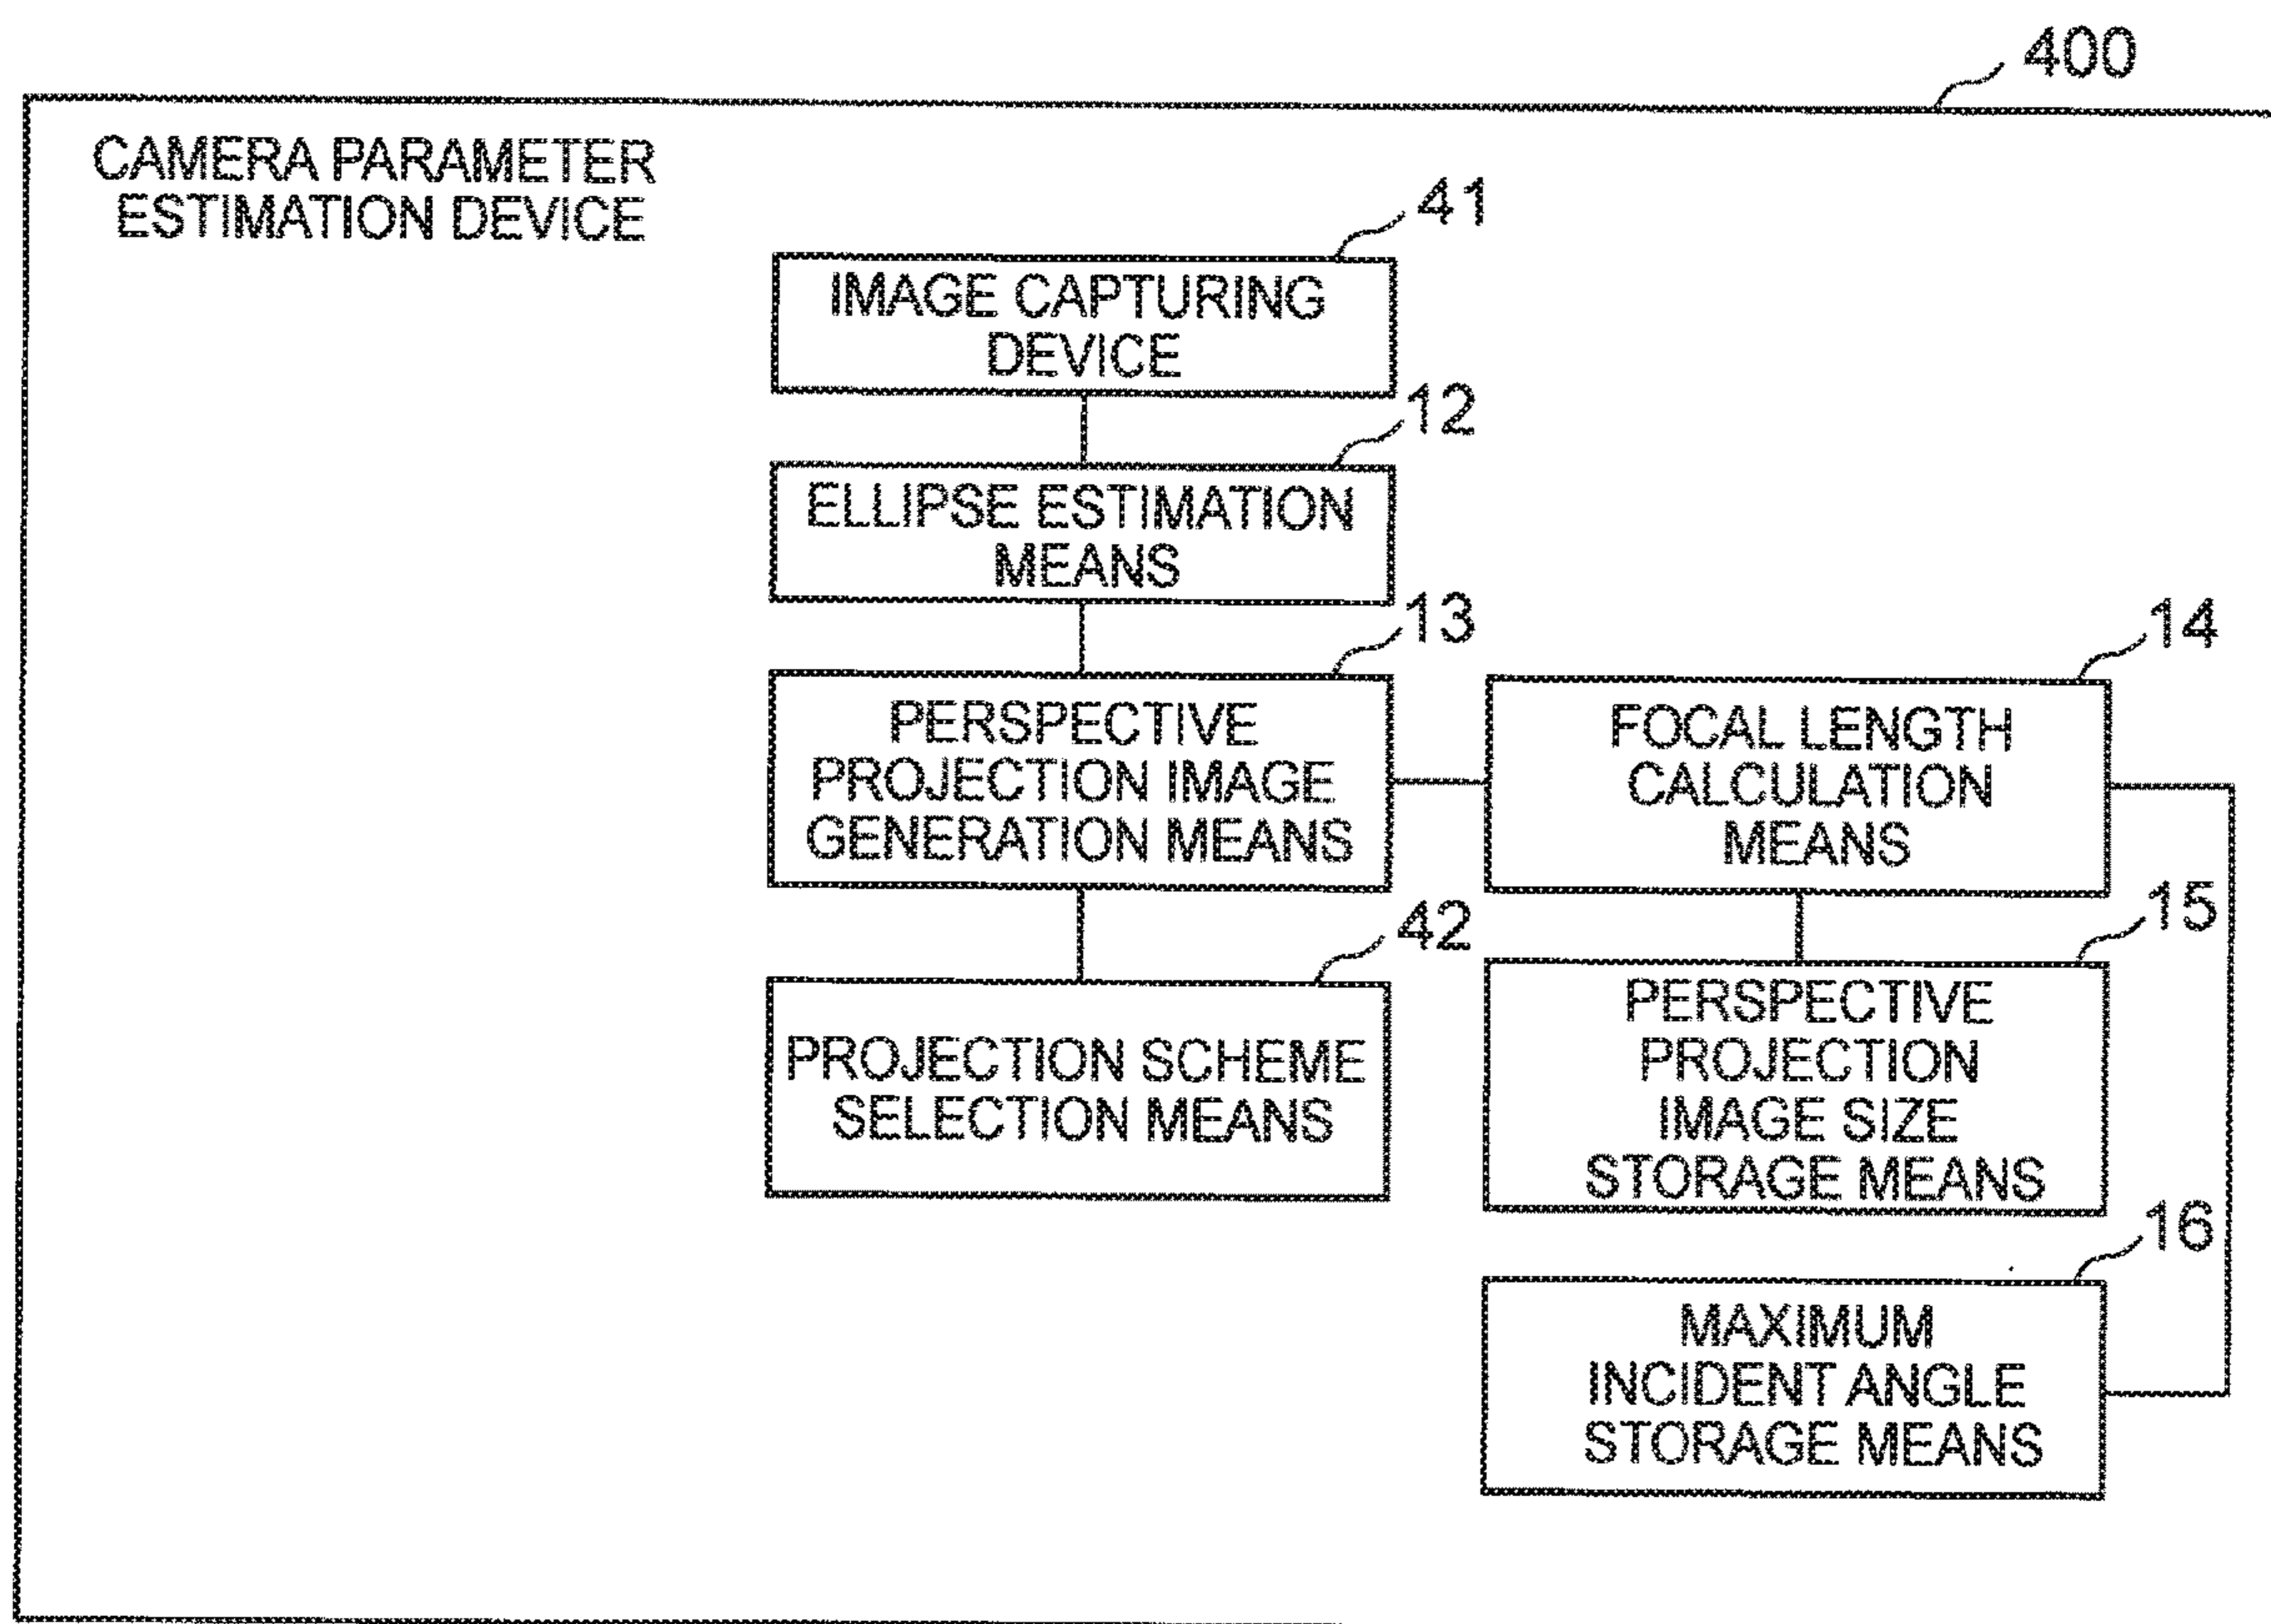 400
CAMERA PARAMETER
ESTIMATION DEVICE
41
IMAGE CAPTURING
DEVICE
12
ELLIPSE ESTIMATION
MEANS
13
PERSPECTIVE
PROJECTION IMAGE
GENERATION MEANS
14
FOCAL LENGTH
CALCULATION
MEANS
42
PROJECTION SCHEME
SELECTION MEANS
15
PERSPECTIVE
PROJECTION
IMAGE SIZE
STORAGE MEANS
16
MAXIMUM
INCIDENT ANGLE
STORAGE MEANS